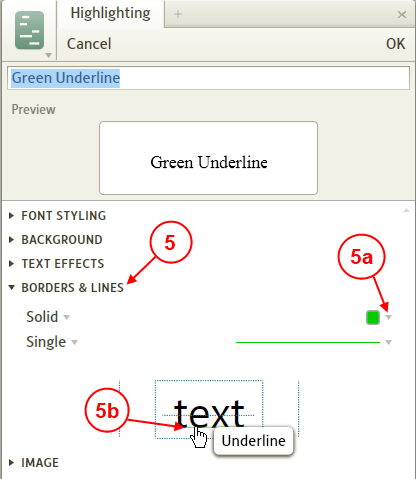 Highlighting
Cancel OK
Green Underline
Preview
Green Underline
FONT STYLING
BACKGROUND
5
5a
TEXT EFFECTS
BORDERS & LINES
Solid
Single
5b
text
Underline
IMAGE